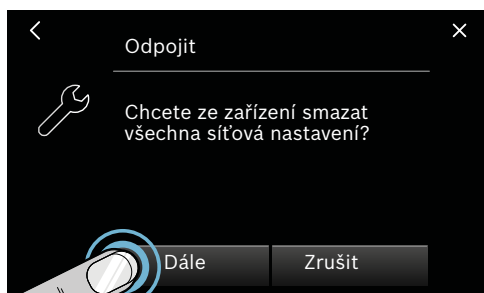 Odpojit
Chcete ze zařízení smazat
všechna síťová nastavení?
Dále
Zrušit